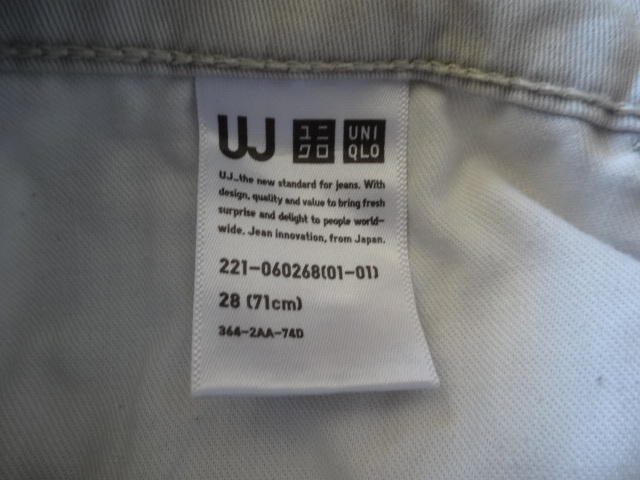 UJ ユニ UNI
クロ QLO
UJ_the new standard for jeans. With
design, quality and value to bring fresh
surprise and delight to people world-
wide. Jean innovation, from Japan.
221-060268(01-01)
28 (71cm)
364-2AA-74D